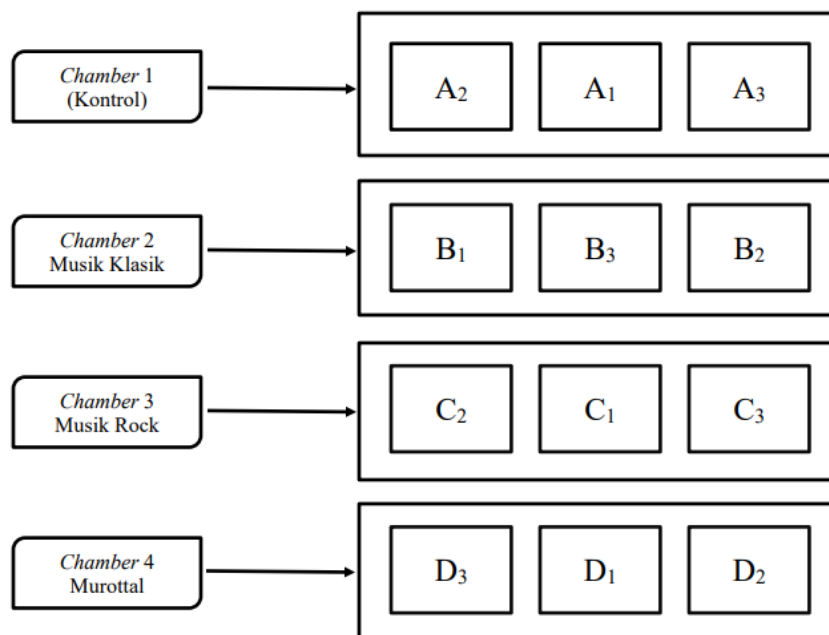 Chamber 1
(Kontrol)
A₂ A₁ A₃
Chamber 2
Musik Klasik
B₁ B₃ B₂
Chamber 3
Musik Rock
C₂ C₁ C₃
Chamber 4
Murottal
D₃ D₁ D₂